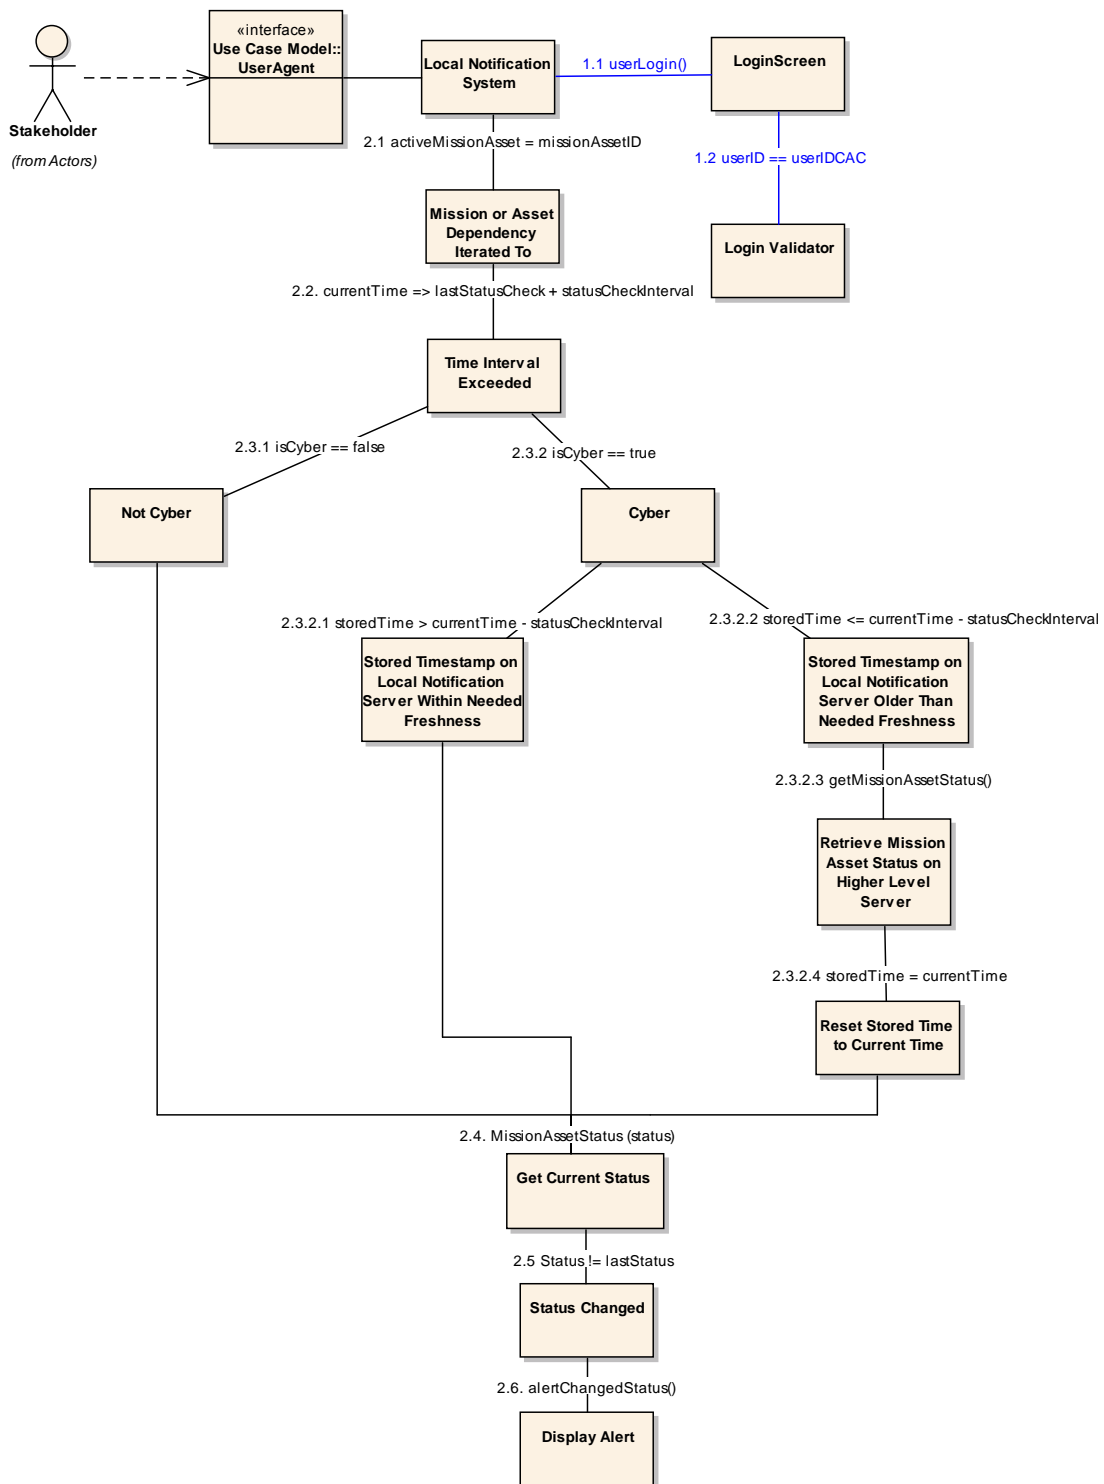 «interface»
Use Case Model::
UserAgent
Stakeholder
(from Actors)
Local Notification
System
1.1 userLogin()
LoginScreen
1.2 userID == userIDCAC
Login Validator
2.1 activeMissionAsset = missionAssetID
Mission or Asset
Dependency
Iterated To
2.2. currentTime => lastStatusCheck + statusCheckInterval
Time Interval
Exceeded
2.3.1 isCyber == false
2.3.2 isCyber == true
Not Cyber
Cyber
2.3.2.1 storedTime > currentTime - statusCheckInterval
2.3.2.2 storedTime <= currentTime - statusCheckInterval
Stored Timestamp on
Local Notification
Server Within Needed
Freshness
Stored Timestamp on
Local Notification
Server Older Than
Needed Freshness
2.3.2.3 getMissionAssetStatus()
Retrieve Mission
Asset Status on
Higher Level
Server
2.3.2.4 storedTime = currentTime
Reset Stored Time
to Current Time
2.4. MissionAssetStatus (status)
Get Current Status
2.5 Status != lastStatus
Status Changed
2.6. alertChangedStatus()
Display Alert